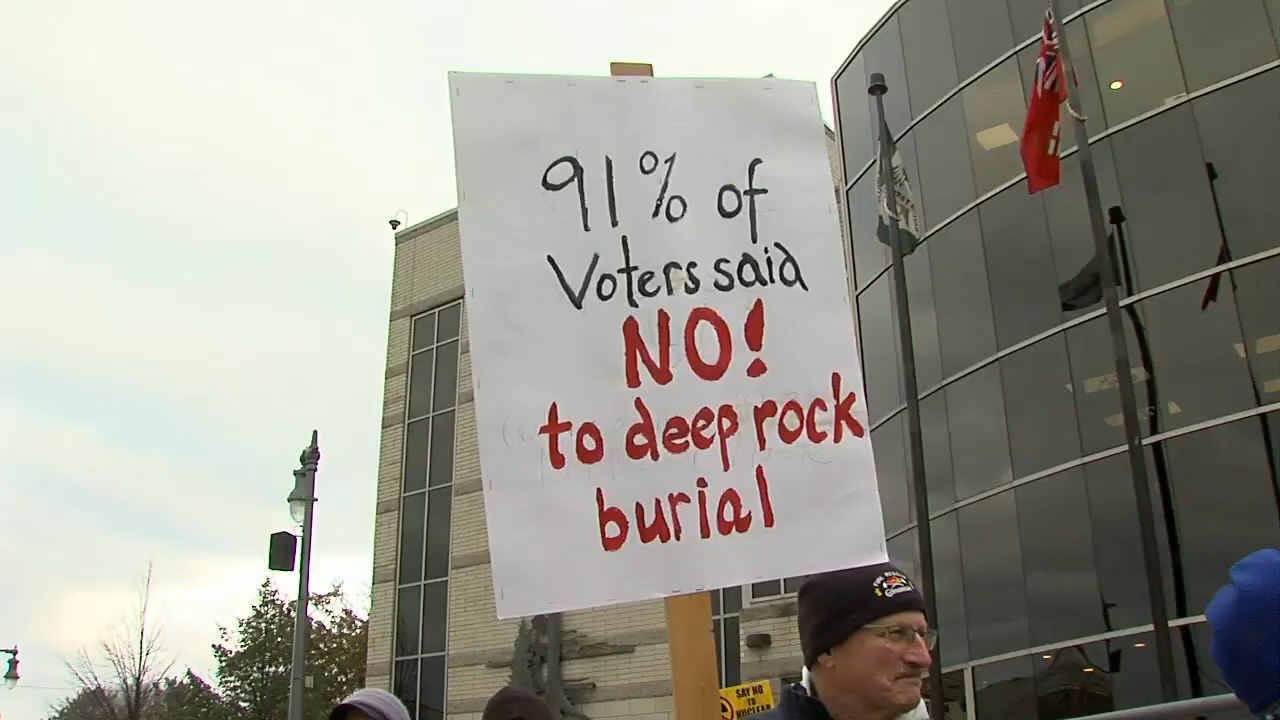 91% of
Voters said
NO!
to deep rock
burial
SAY NO
TO
NUCLEAR